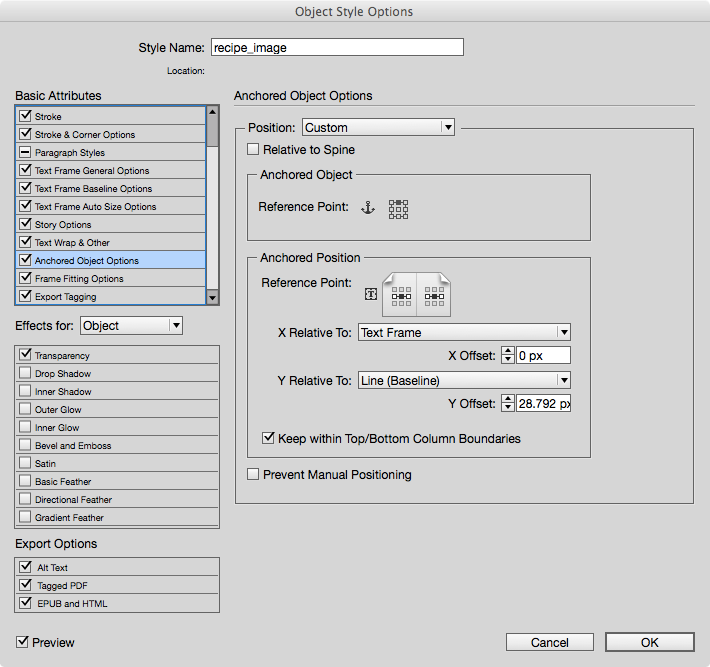 Object Style Options
Style Name: recipe_image
Location:
Basic Attributes
Stroke
Stroke & Corner Options
Paragraph Styles
Text Frame General Options
Text Frame Baseline Options
Text Frame Auto Size Options
Story Options
Text Wrap & Other
Anchored Object Options
Frame Fitting Options
Export Tagging
Effects for: Object
Transparency
Drop Shadow
Inner Shadow
Outer Glow
Inner Glow
Bevel and Emboss
Satin
Basic Feather
Directional Feather
Gradient Feather
Export Options
Alt Text
Tagged PDF
EPUB and HTML
Preview
Anchored Object Options
Position: Custom
Relative to Spine
Anchored Object
Reference Point:
Anchored Position
Reference Point:
X Relative To: Text Frame
X Offset: 0 px
Y Relative To: Line (Baseline)
Y Offset: 28.792 px
Keep within Top/Bottom Column Boundaries
Prevent Manual Positioning
Cancel
OK